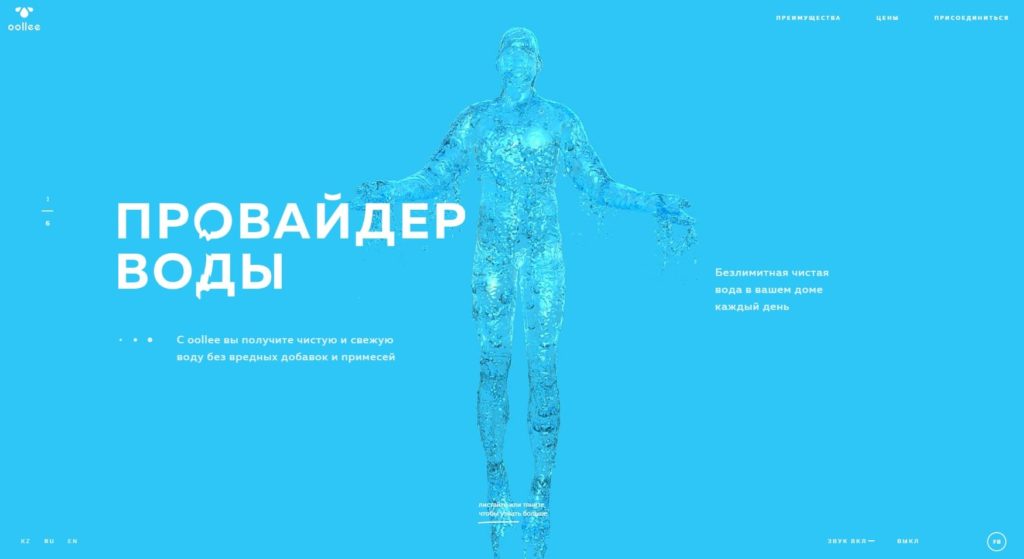 oollee
ПРЕИМУЩЕСТВА ЦЕНЫ ПРИСОЕДИНИТЬСЯ
1
6
ПРОВАЙДЕР
ВОДЫ
Безлимитная чистая
вода в вашем доме
каждый день
С oollee вы получите чистую и свежую
воду без вредных добавок и примесей
листайте или тяните
чтобы узнать больше
KZ RU EN
ЗВУК ВКЛ ВЫКЛ
FB